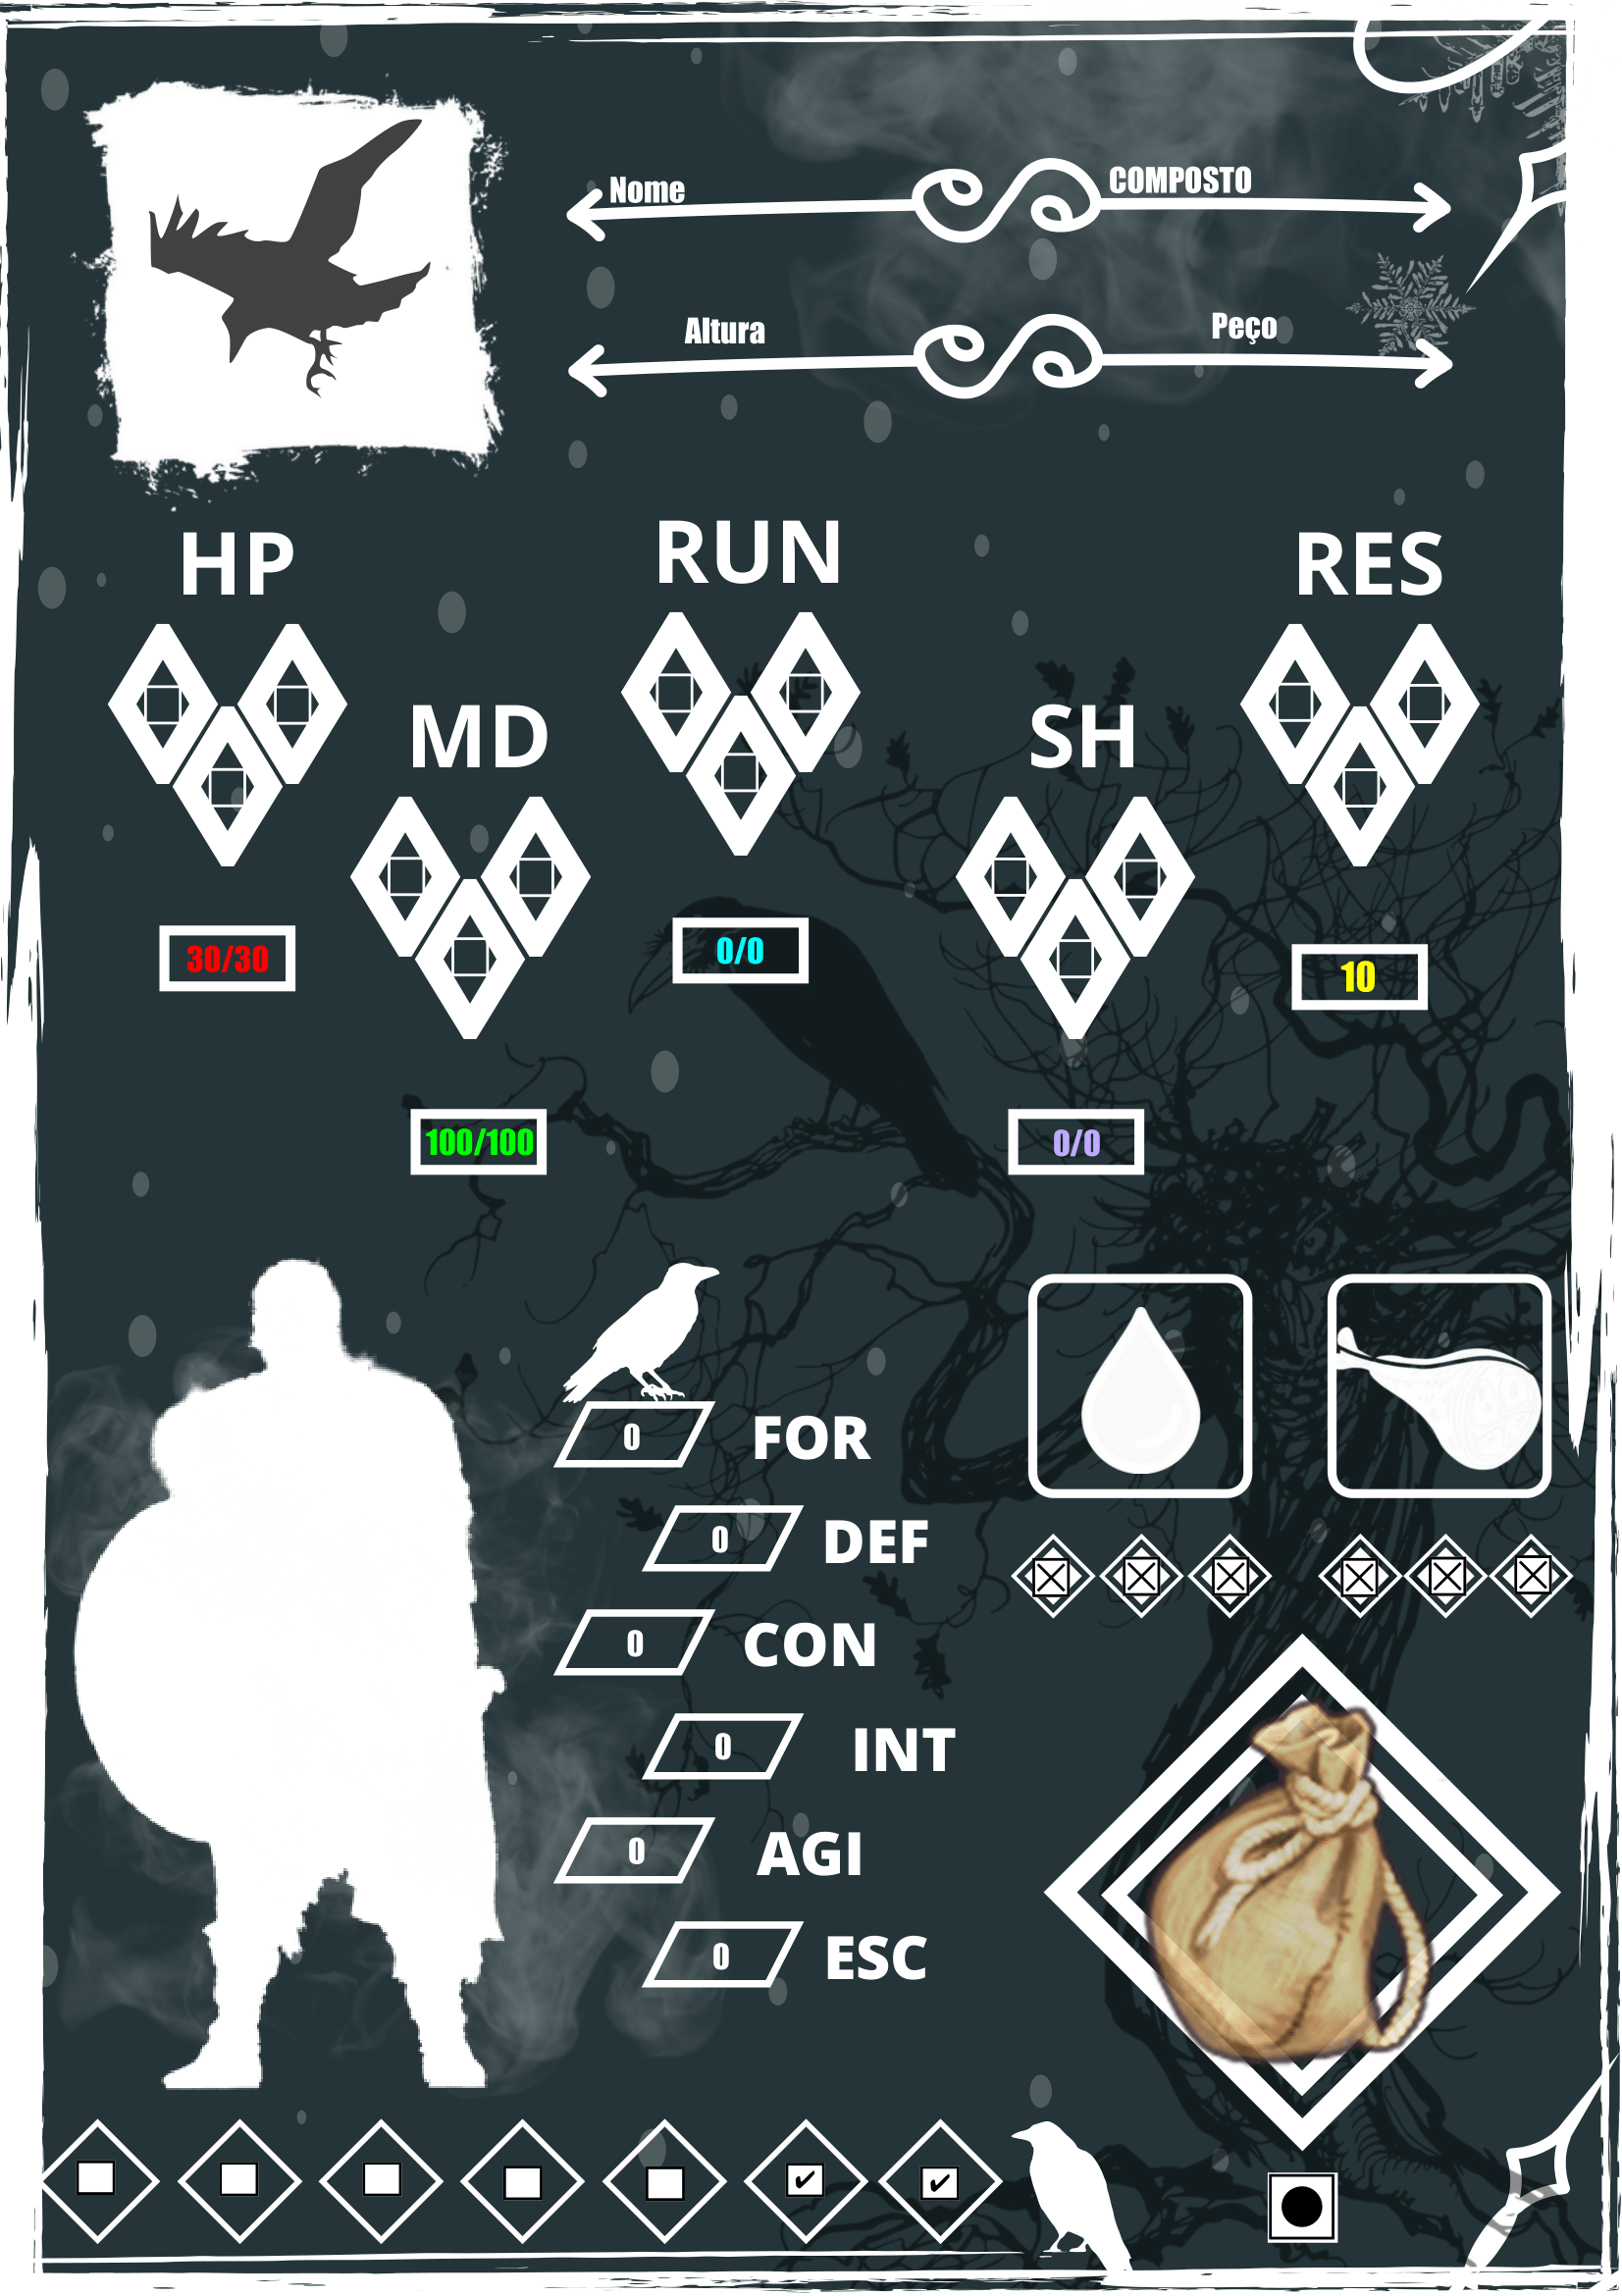 Nome
COMPOSTO
Altura
Peço
HP
RUN
RES
MD
SH
30/30
0/0
10
100/100
0/0
0 FOR
0 DEF
0 CON
0 INT
0 AGI
0 ESC